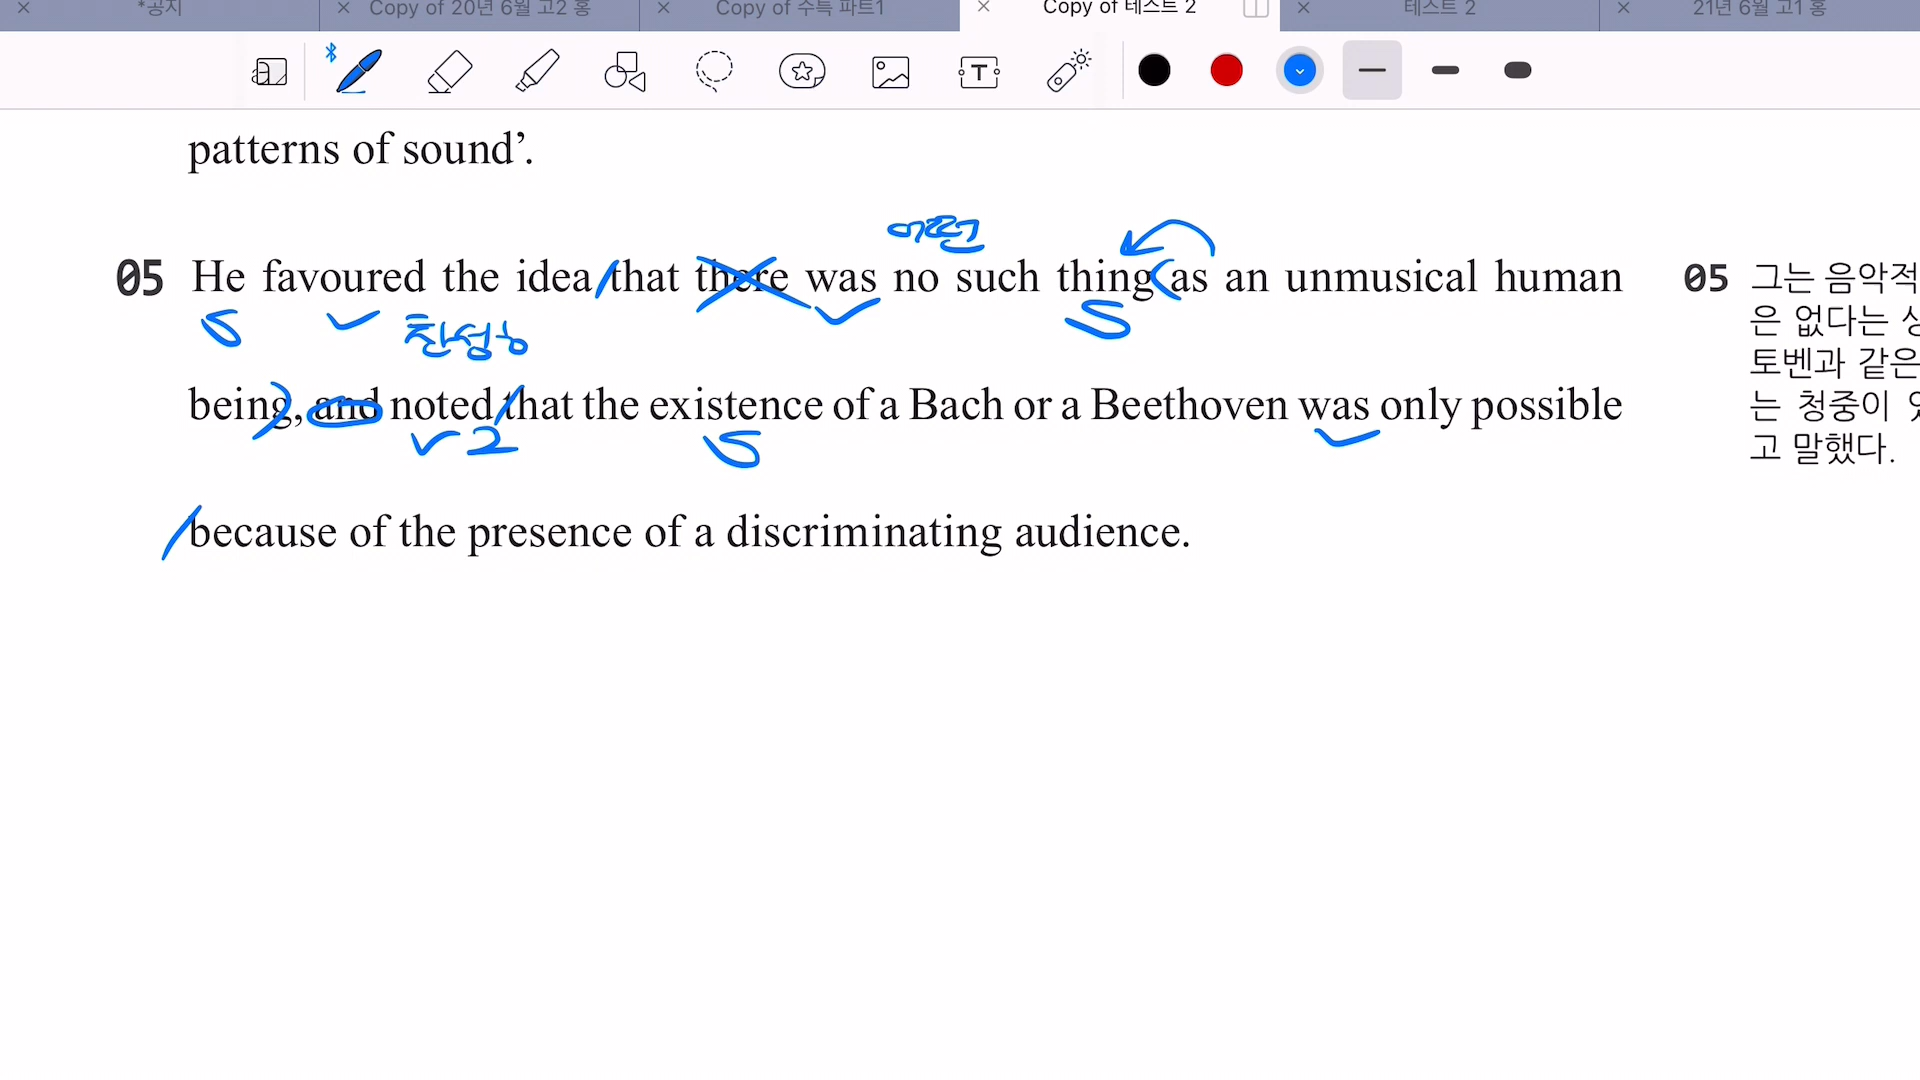 *공지
Copy of 20년 6월 고2 홍
Copy of 수특 파트1
Copy of 테스트 2
테스트 2
21년 6월 고1 홍
patterns of sound’.
어떤
05 He favoured the idea that there was no such thing as an unmusical human
S S
찬성
being, and noted that the existence of a Bach or a Beethoven was only possible
2 S
because of the presence of a discriminating audience.
05 그는 음악적
은 없다는
토벤과 같은
는 청중이
고 말했다.